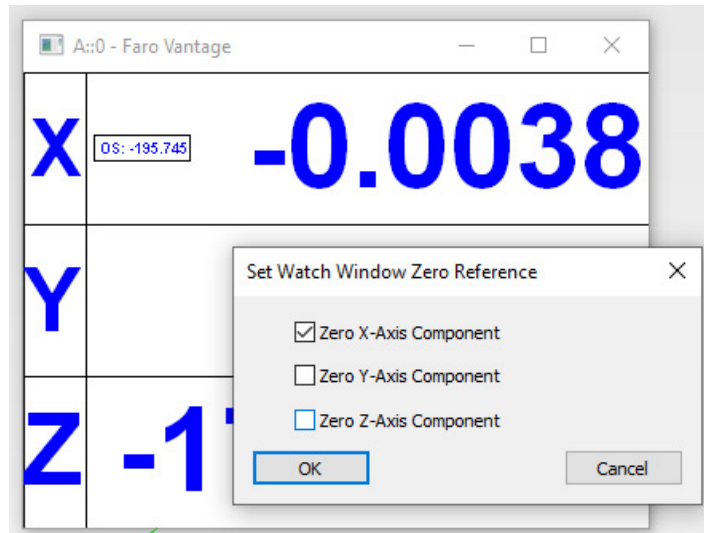 A::0 - Faro Vantage
X
OS: -195.745
-0.0038
Y
Set Watch Window Zero Reference
Zero X-Axis Component
Zero Y-Axis Component
Zero Z-Axis Component
Z
OK
Cancel